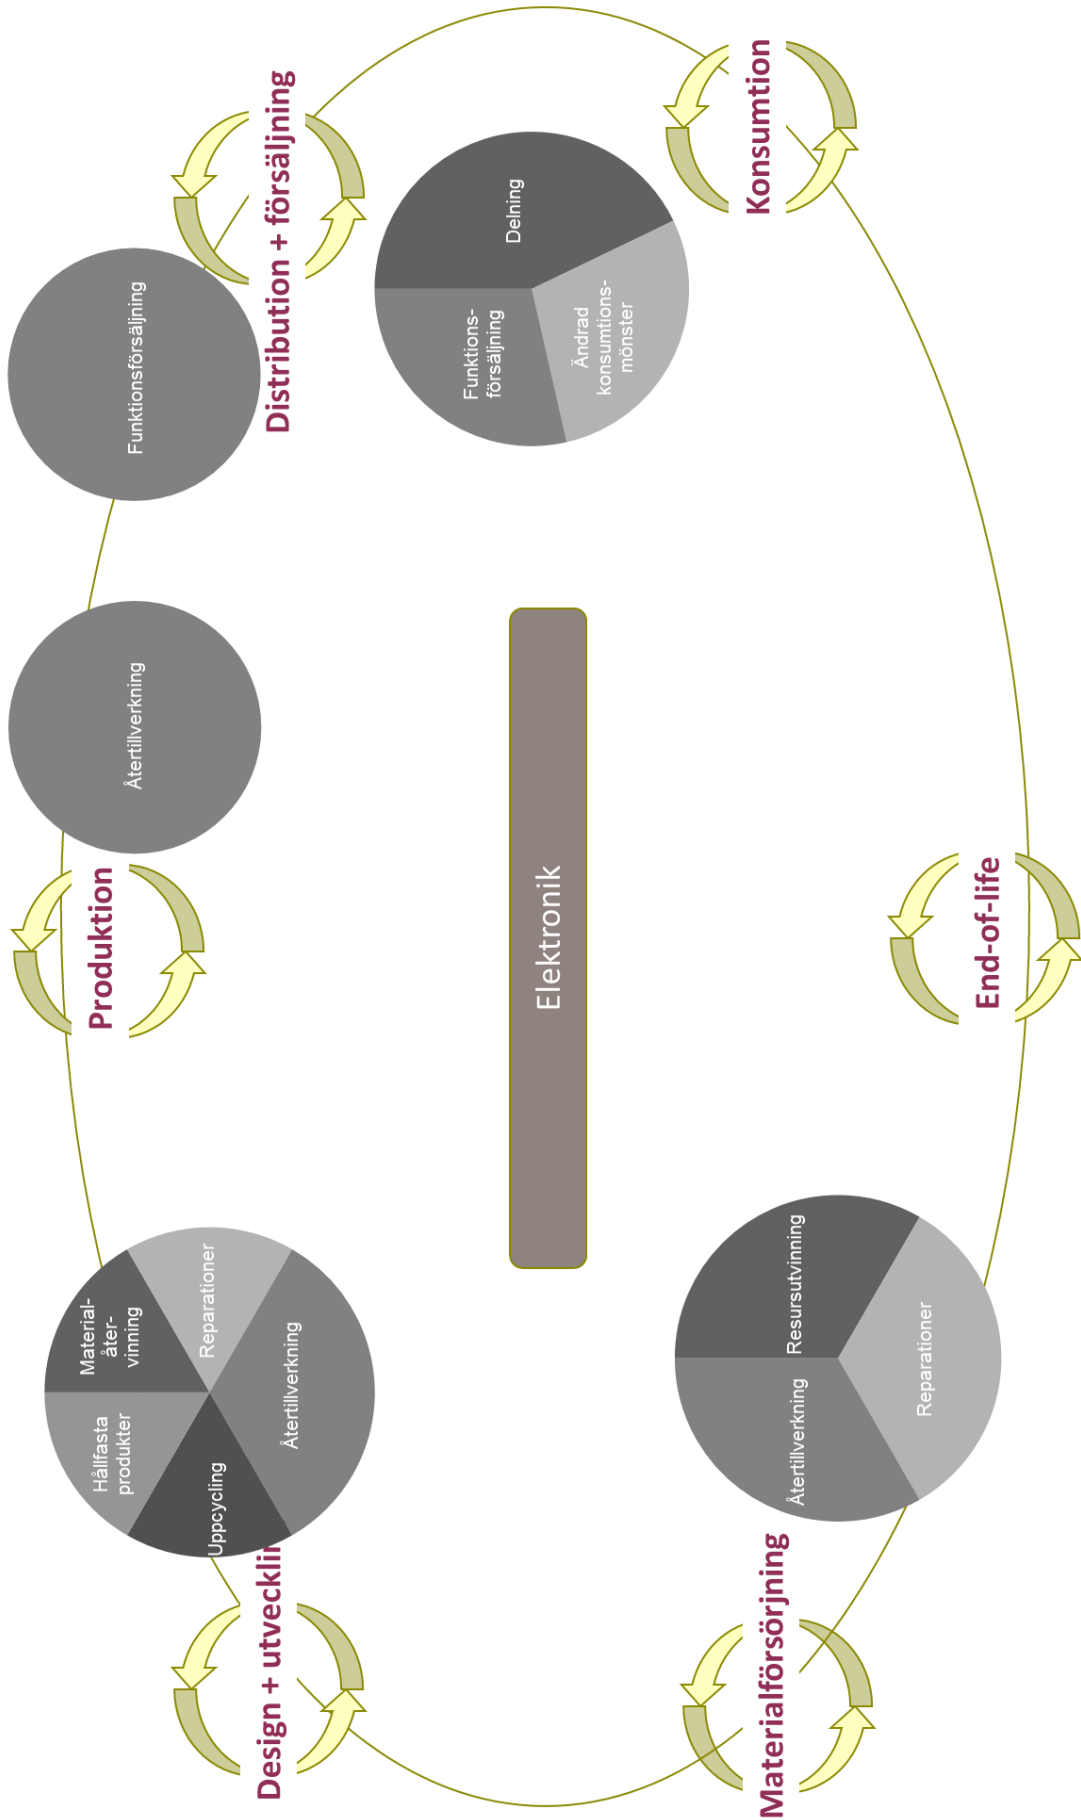 Design + utvecklin
Hållfasta
produkter
Material-
åter-
vinning
Uppcycling
Reparationer
Återtillverkning
Produktion
Återtillverkning
Funktionsförsäljning
Distribution + försäljning
Funktions-
försäljning
Delning
Ändrad
konsumtions-
mönster
Konsumtion
Elektronik
End-of-life
Återtillverkning
Resursutvinning
Reparationer
Materialförsörjning